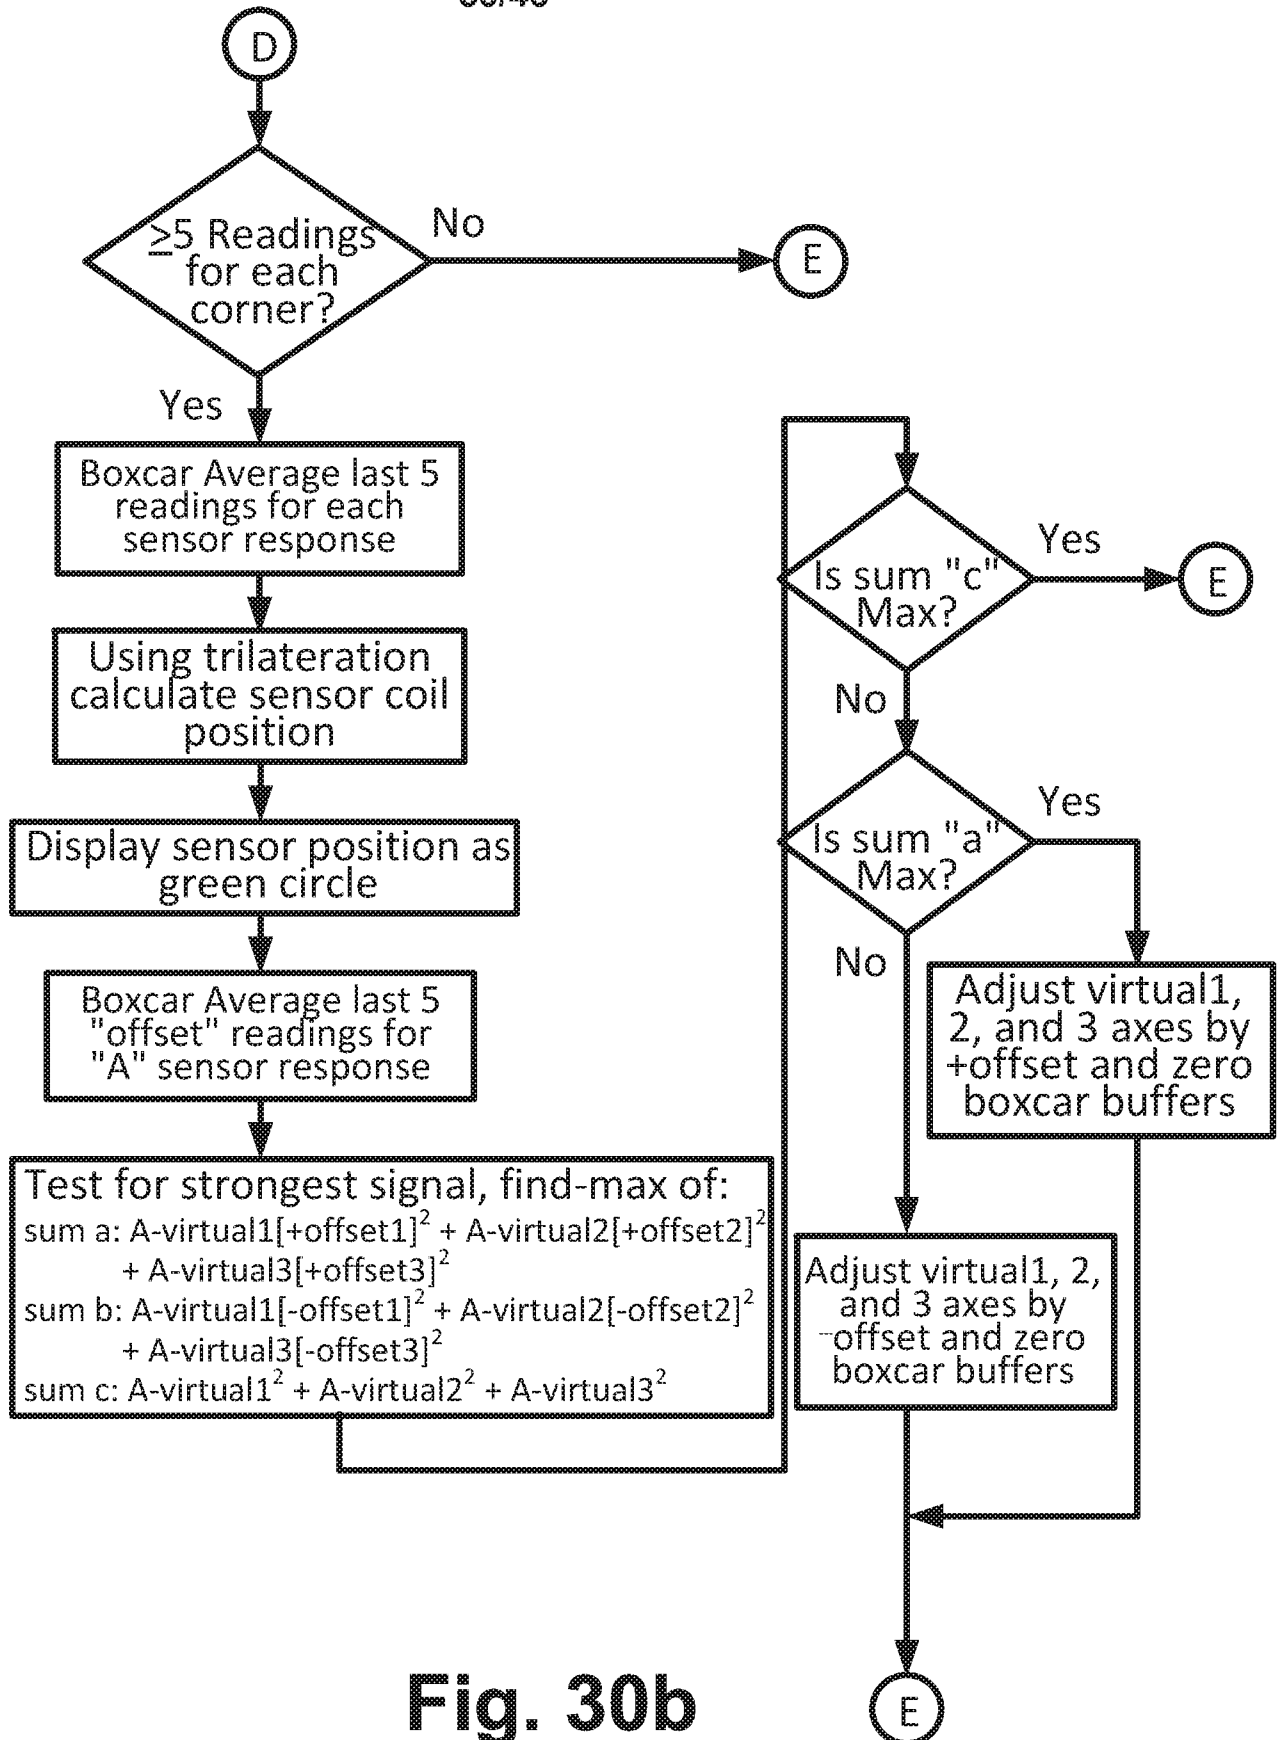 D
≥5 Readings
for each
corner?
No
E
Yes
Boxcar Average last 5
readings for each
sensor response
Using trilateration
calculate sensor coil
position
Display sensor position as
green circle
Boxcar Average last 5
"offset" readings for
"A" sensor response
Test for strongest signal, find-max of:
sum a: A-virtual1[+offset1]² + A-virtual2[+offset2]²
+ A-virtual3[+offset3]²
sum b: A-virtual1[-offset1]² + A-virtual2[-offset2]²
+ A-virtual3[-offset3]²
sum c: A-virtual1² + A-virtual2² + A-virtual3²
Is sum "c"
Max?
Yes
E
No
Is sum "a"
Max?
Yes
No
Adjust virtual1,
2, and 3 axes by
+offset and zero
boxcar buffers
Adjust virtual1, 2,
and 3 axes by
-offset and zero
boxcar buffers
E
Fig. 30b